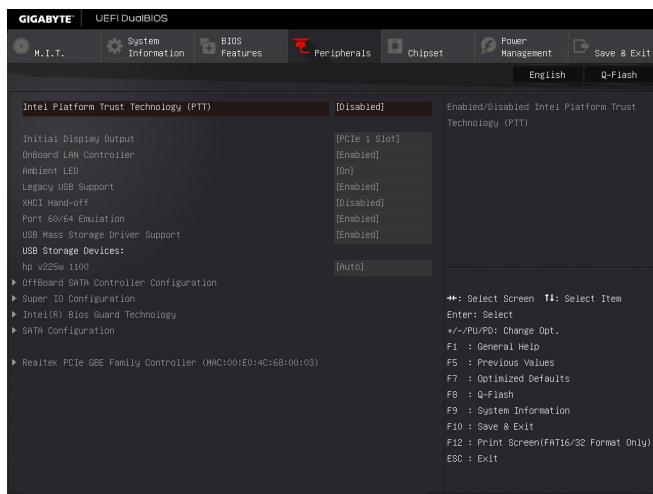 GIGABYTE™ UEFI DualBIOS
M.I.T. System Information BIOS Features Peripherals Chipset Power Management Save & Exit
English Q-Flash
Intel Platform Trust Technology (PTT) [Disabled]
Enabled/Disabled Intel Platform Trust
Technology (PTT)
Initial Display Output [PCIe 1 Slot]
OnBoard LAN Controller [Enabled]
Ambient LED [On]
Legacy USB Support [Enabled]
XHCI Hand-off [Disabled]
Port 60/64 Emulation [Enabled]
USB Mass Storage Driver Support [Enabled]
USB Storage Devices:
hp v225w 1100 [Auto]
OffBoard SATA Controller Configuration
Super IO Configuration
Intel(R) Bios Guard Technology
SATA Configuration
Realtek PCIe GBE Family Controller (MAC:00:E0:4C:68:00:03)
→←: Select Screen ↑↓: Select Item
Enter: Select
+/-/PU/PD: Change Opt.
F1 : General Help
F5 : Previous Values
F7 : Optimized Defaults
F8 : Q-Flash
F9 : System Information
F10 : Save & Exit
F12 : Print Screen(FAT16/32 Format Only)
ESC : Exit